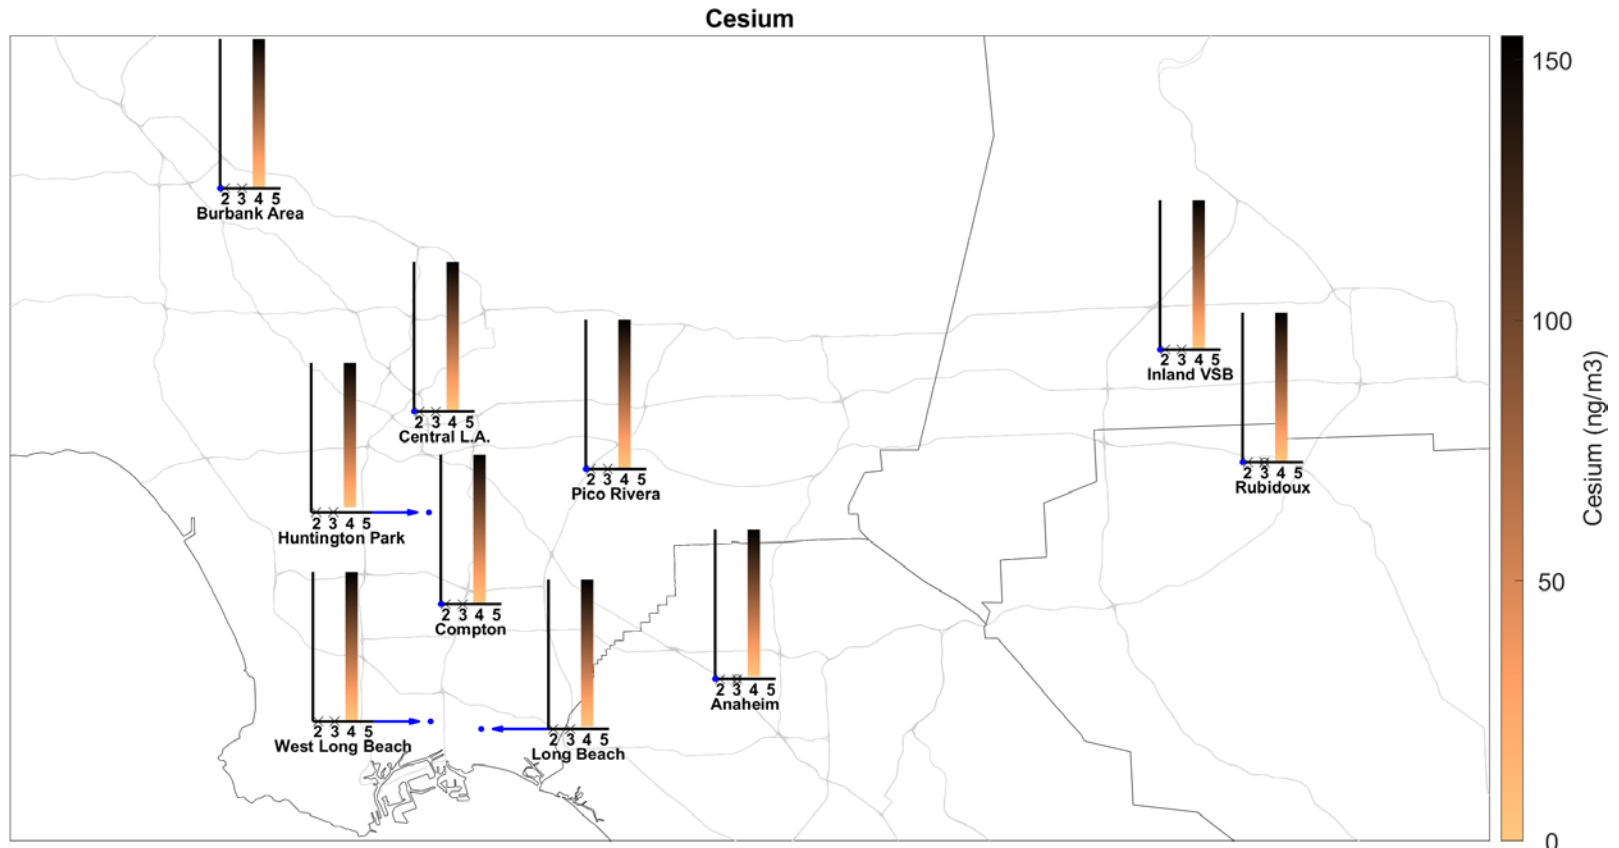 Cesium
2 3 4 5
Burbank Area
2 3 4 5
Central L.A.
2 3 4 5
Pico Rivera
2 3 4 5
Inland VSB
2 3 4 5
Rubidoux
2 3 4 5
Huntington Park
2 3 4 5
Compton
2 3 4 5
Anaheim
2 3 4 5
West Long Beach
2 3 4 5
Long Beach
150
100
50
0
Cesium (ng/m3)